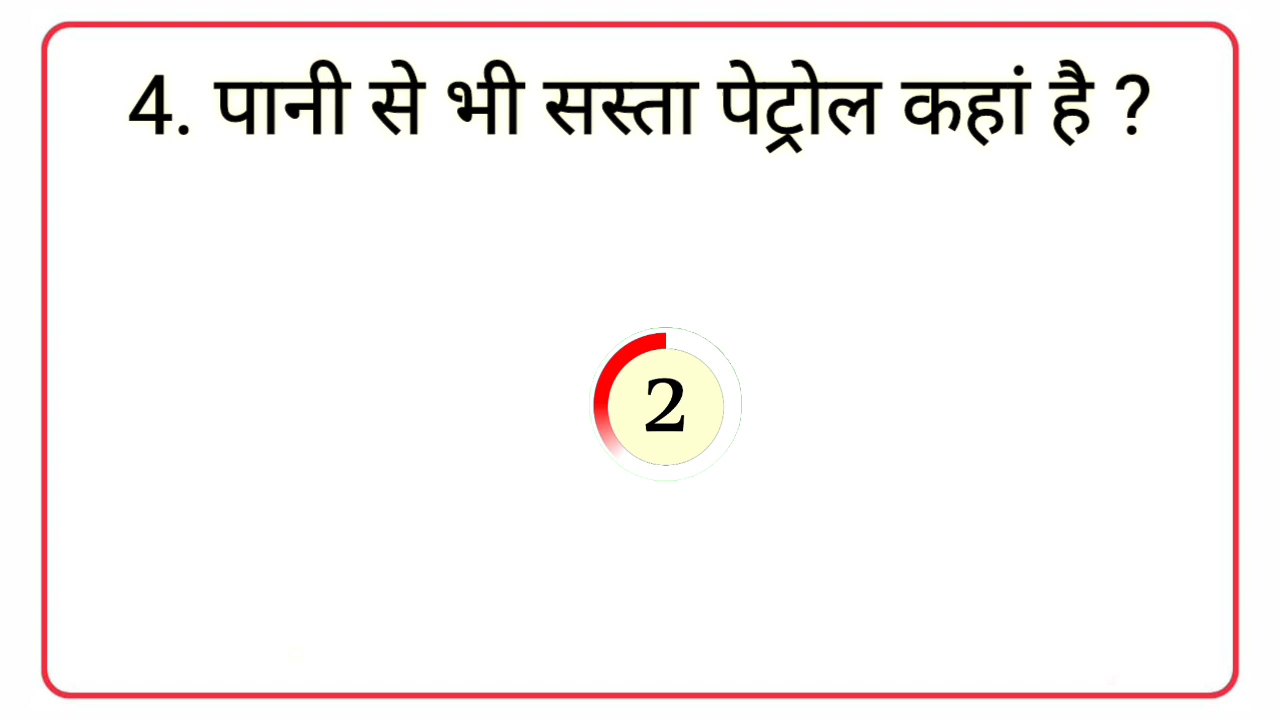 4. पानी से भी सस्ता पेट्रोल कहां है ?
2